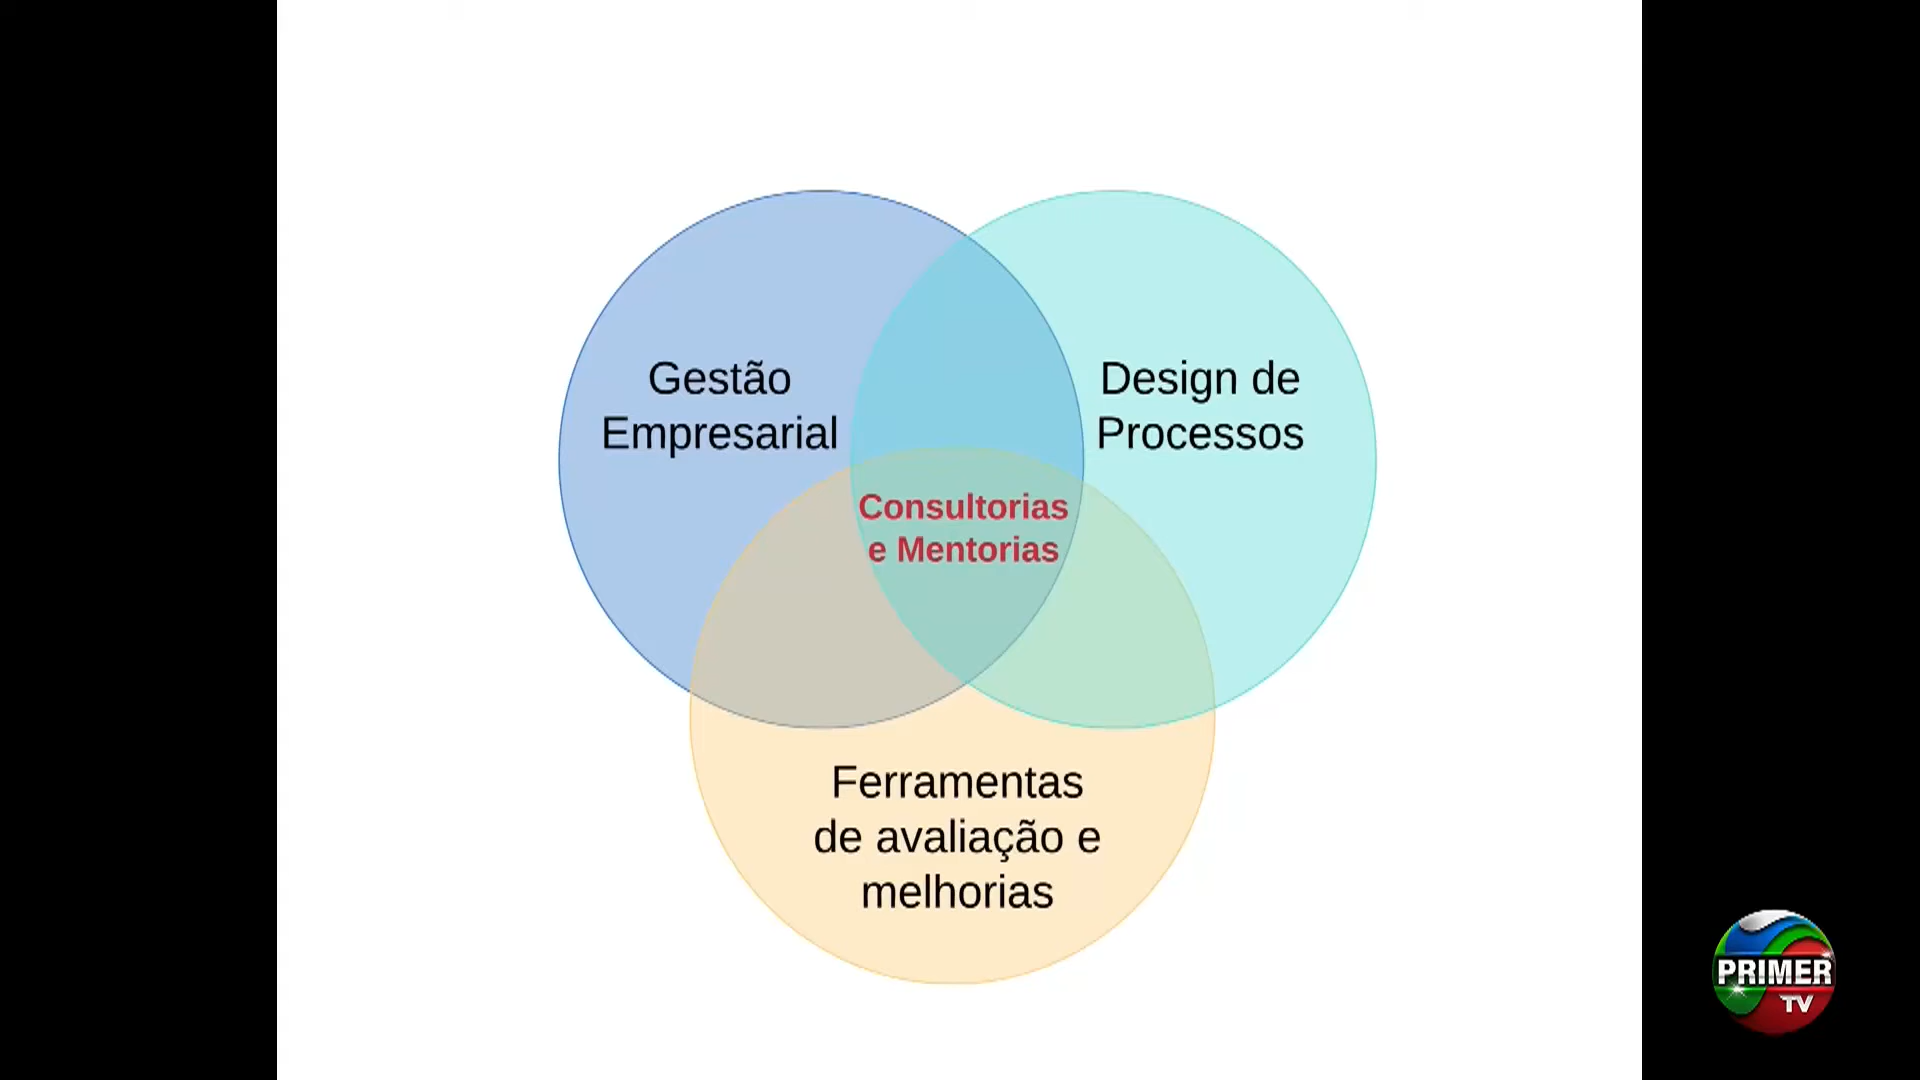 Gestão
Empresarial
Design de
Processos
Consultorias
e Mentorias
Ferramentas
de avaliação e
melhorias
PRIMER
TV